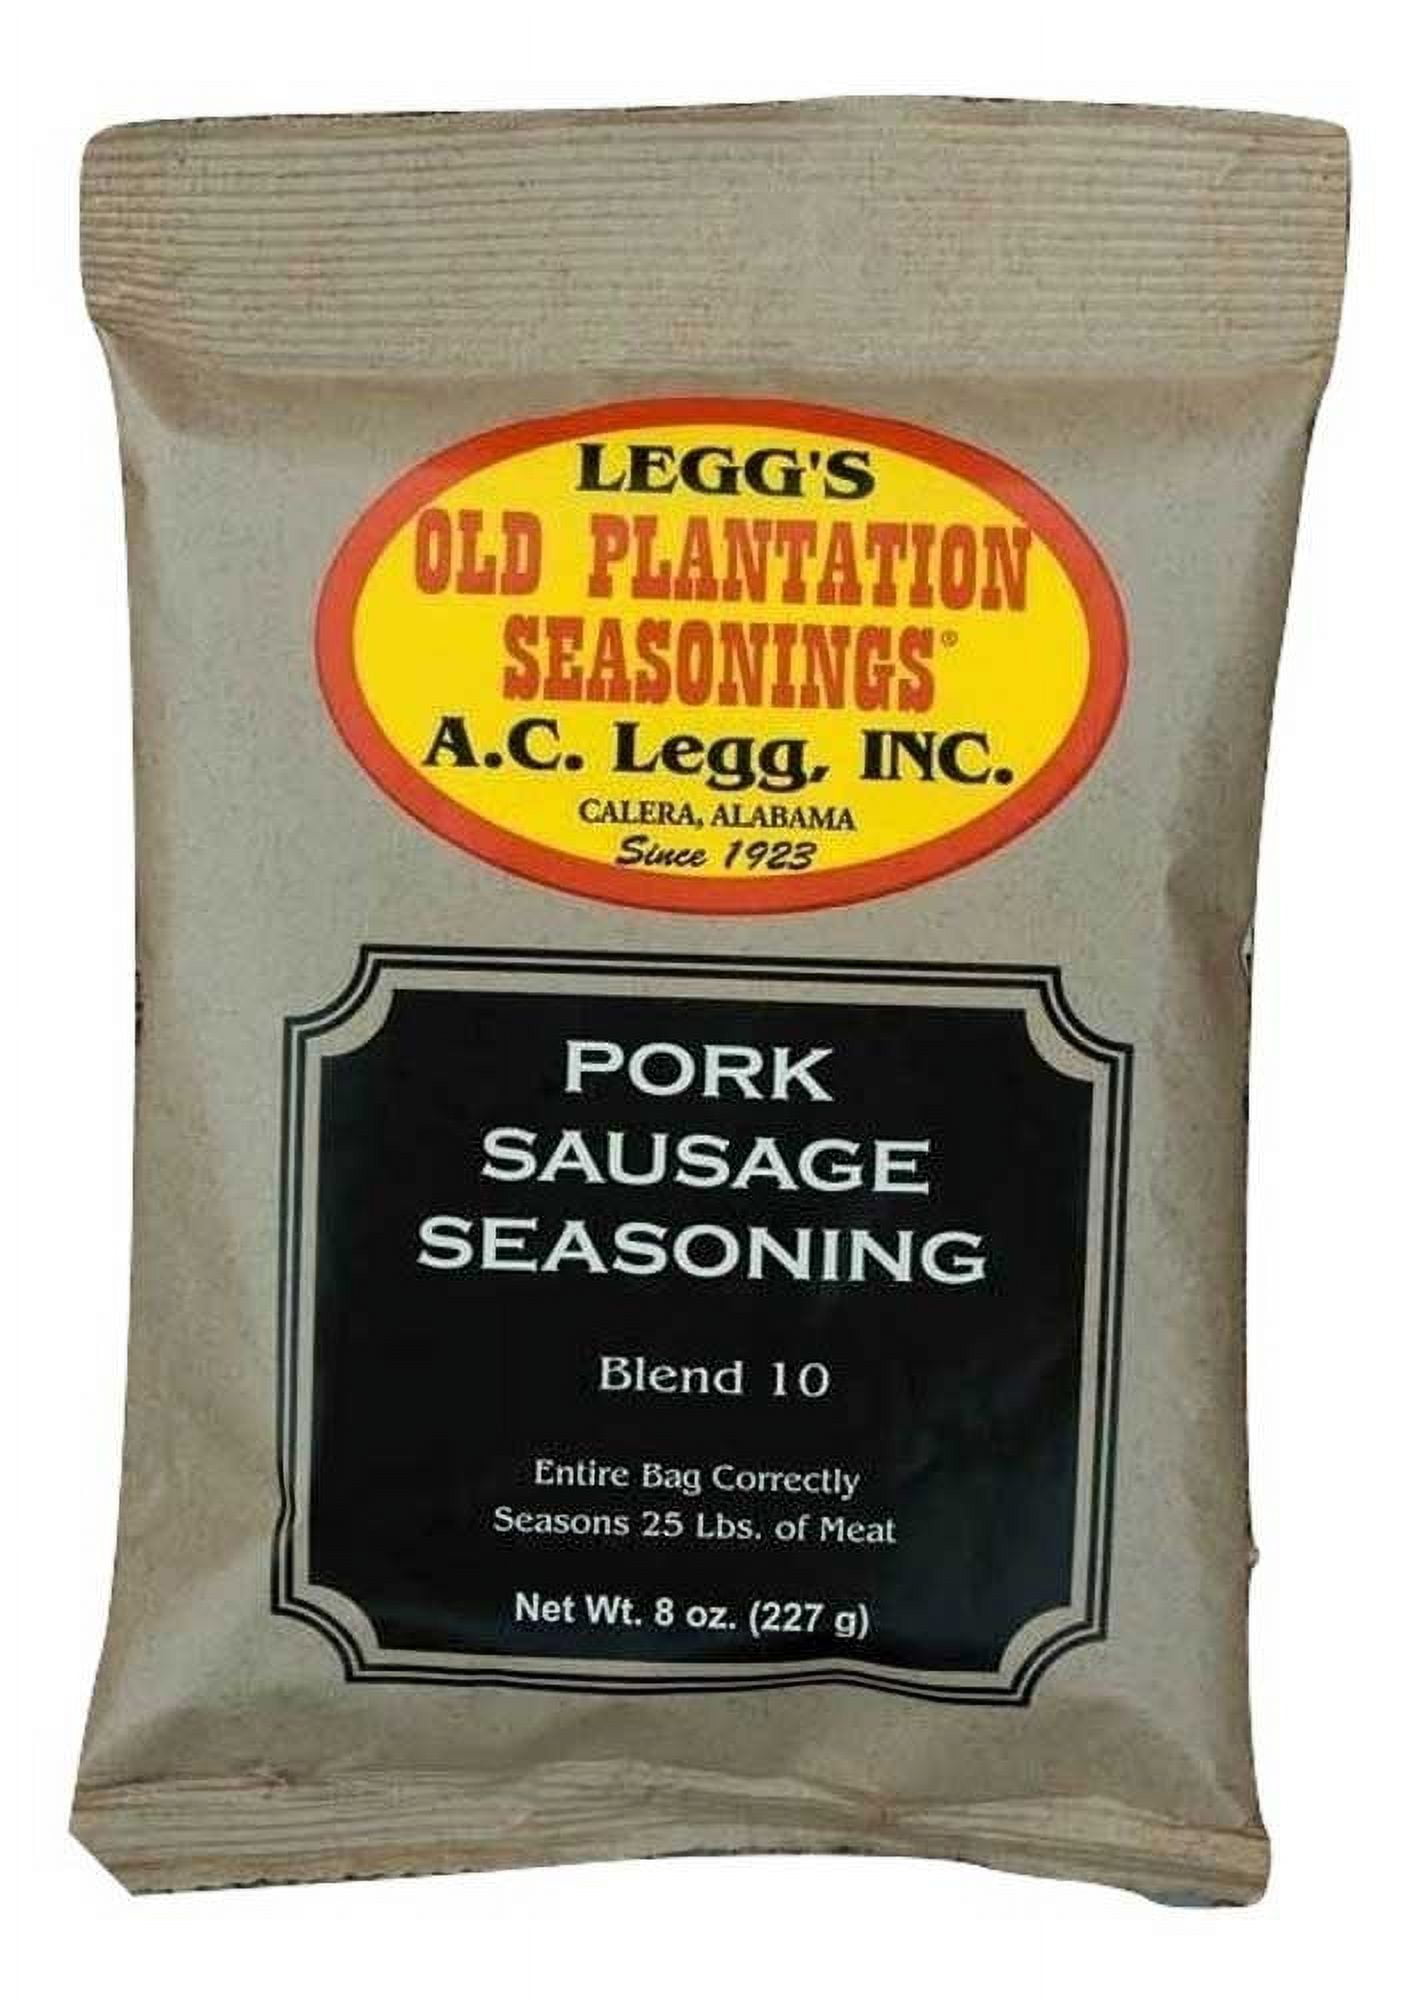 LEGG'S
OLD PLANTATION
SEASONINGS®
A.C. Legg, INC.
CALERA, ALABAMA
Since 1923
PORK
SAUSAGE
SEASONING
Blend 10
Entire Bag Correctly
Seasons 25 Lbs. of Meat
Net Wt. 8 oz. (227 g)